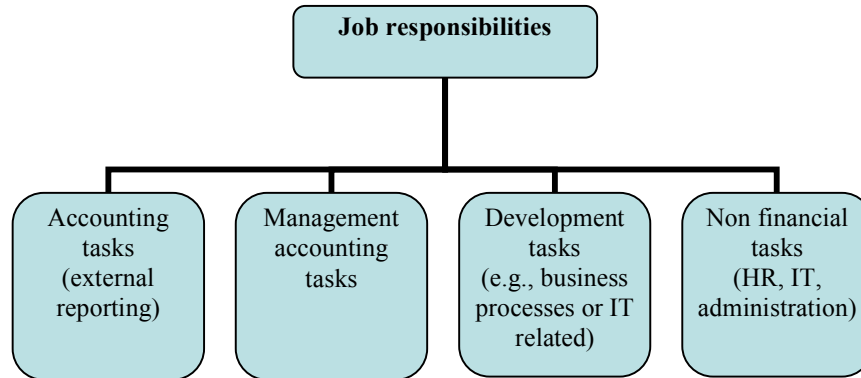 Job responsibilities
Accounting
tasks
(external
reporting)
Management
accounting
tasks
Development
tasks
(e.g., business
processes or IT
related)
Non financial
tasks
(HR, IT,
administration)